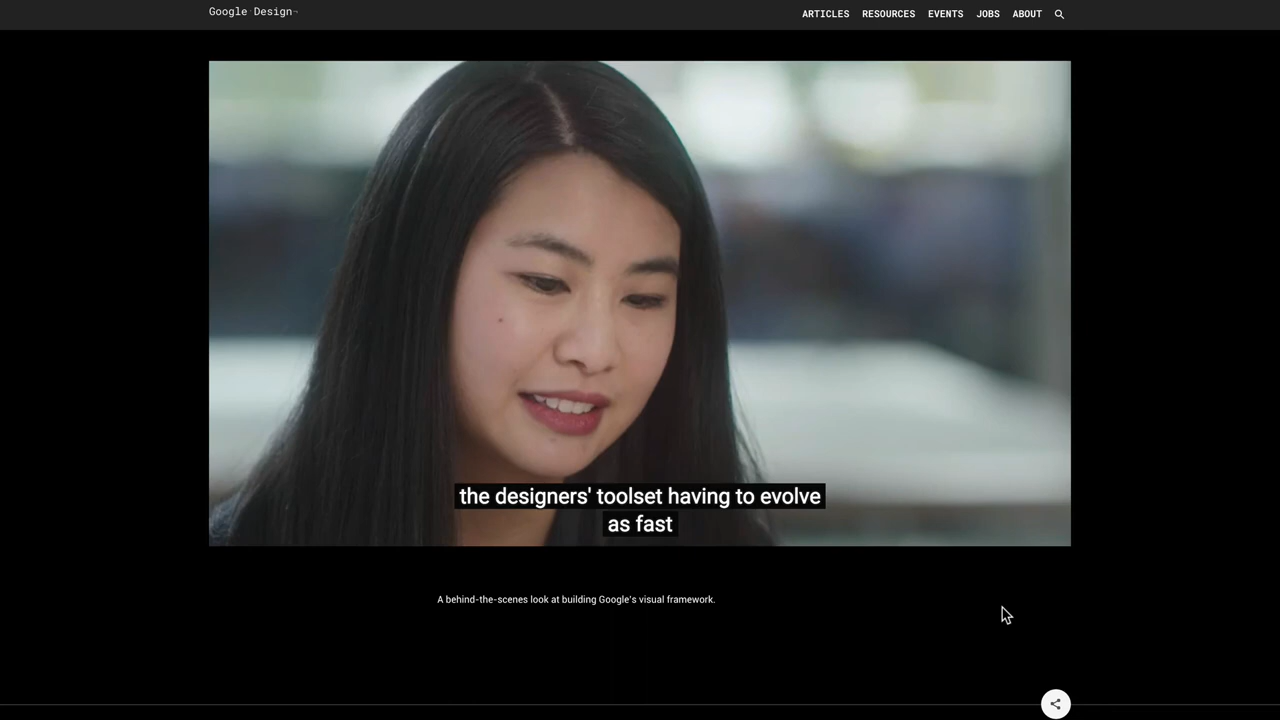 Google Design
ARTICLES RESOURCES EVENTS JOBS ABOUT
the designers' toolset having to evolve
as fast
A behind-the-scenes look at building Google's visual framework.